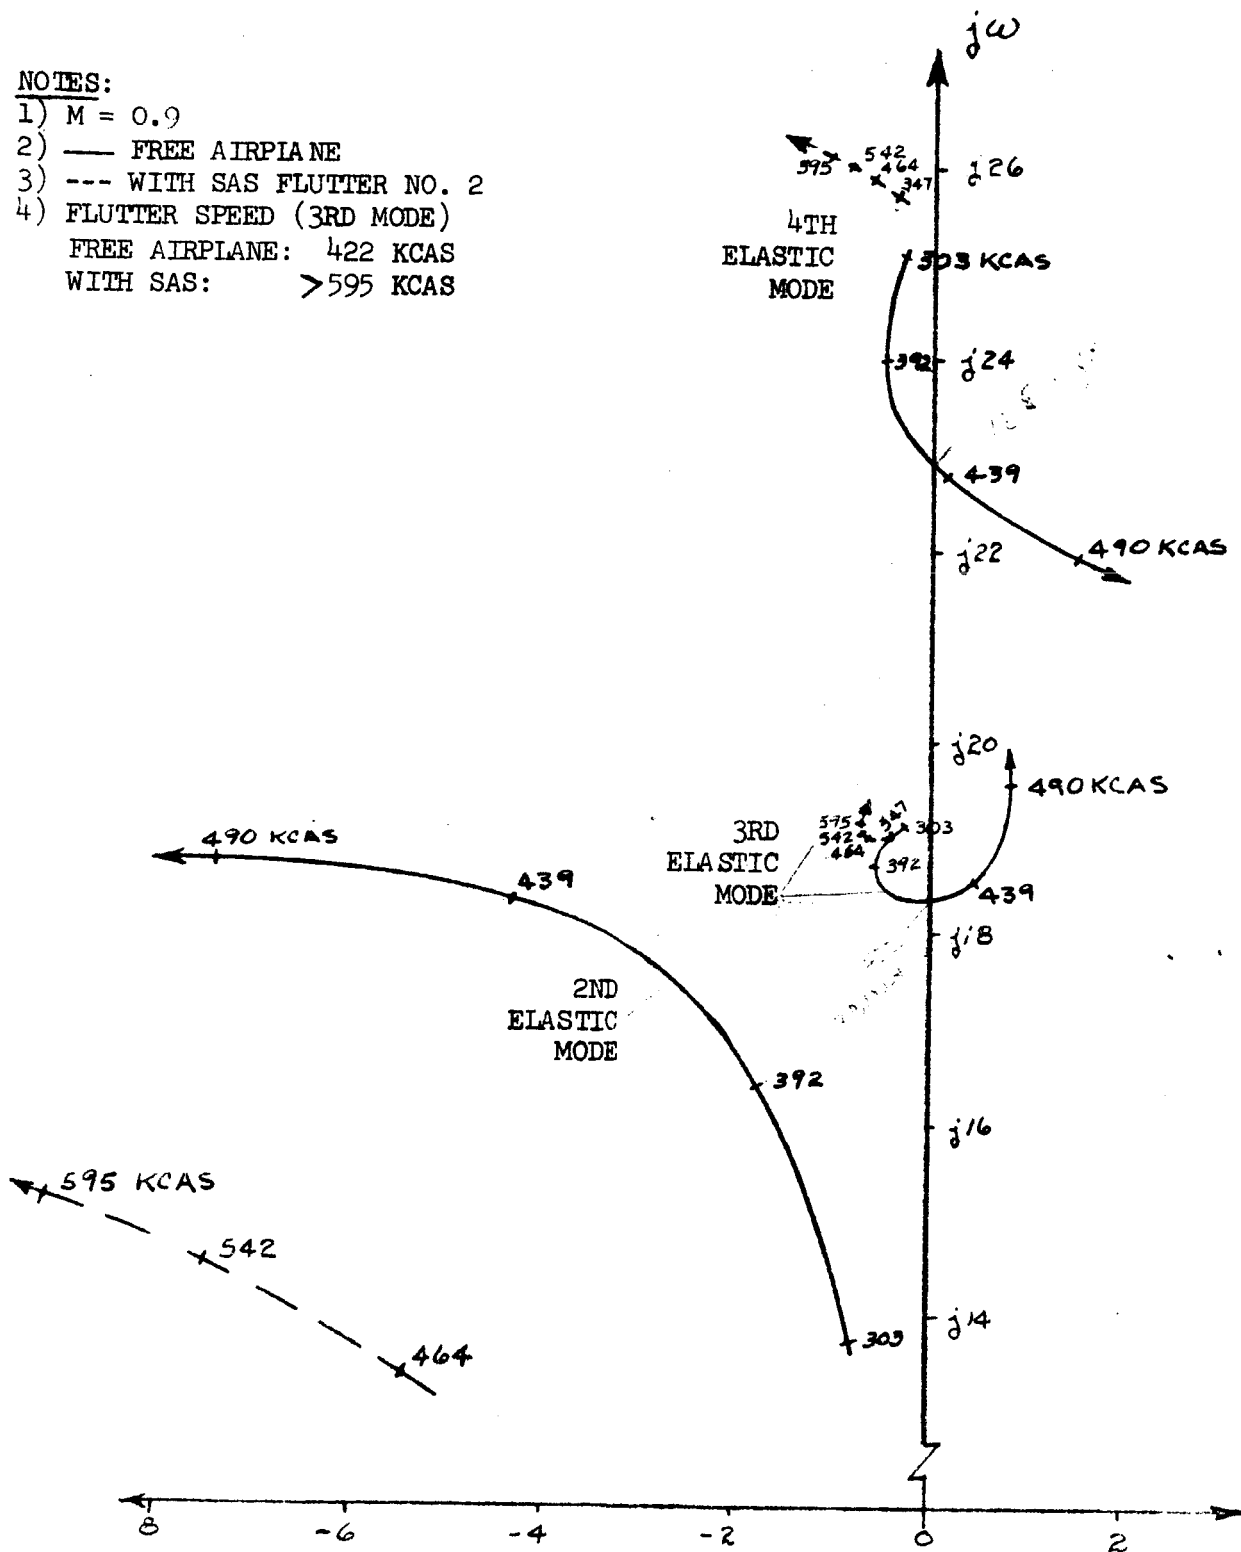 jω
NOTES:
1) M = 0.9
2) — FREE AIRPLANE
3) --- WITH SAS FLUTTER NO. 2
4) FLUTTER SPEED (3RD MODE)
FREE AIRPLANE: 422 KCAS
WITH SAS: >595 KCAS
595
542
464
347
j26
4TH
ELASTIC
MODE
303 KCAS
392
j24
439
j22
490 KCAS
j20
490 KCAS
3RD
ELASTIC
MODE
595
542
464
347
303
392
439
j18
490 KCAS
439
2ND
ELASTIC
MODE
392
j16
595 KCAS
542
464
303
j14
8
-6
-4
-2
0
2